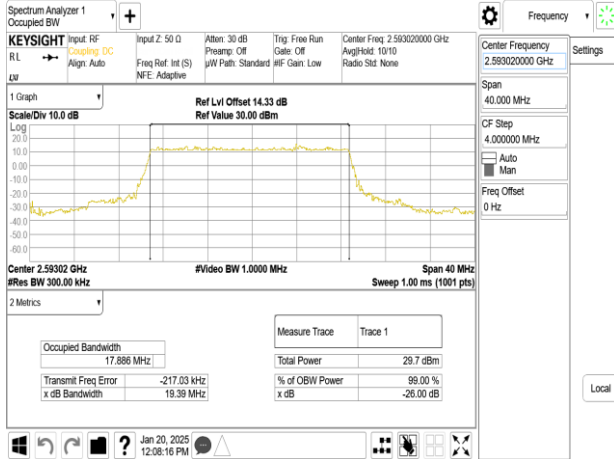 Spectrum Analyzer 1
Occupied BW
+
Frequency
KEYSIGHT
RL
Input: RF
Coupling: DC
Align: Auto
Input Z: 50 Ω
Freq Ref: Int (S)
NFE: Adaptive
Atten: 30 dB
Preamp: Off
µW Path: Standard
Trig: Free Run
Gate: Off
#IF Gain: Low
Center Freq: 2.593020000 GHz
Avg|Hold: 10/10
Radio Std: None
Center Frequency
2.593020000 GHz
Settings
Span
40.000 MHz
CF Step
4.000000 MHz
Auto
Man
Freq Offset
0 Hz
Local
1 Graph
Scale/Div 10.0 dB
Ref Lvl Offset 14.33 dB
Ref Value 30.00 dBm
Log
20.0
10.0
0.00
-10.0
-20.0
-30.0
-40.0
-50.0
-60.0
Center 2.59302 GHz
#Res BW 300.00 kHz
#Video BW 1.0000 MHz
Span 40 MHz
Sweep 1.00 ms (1001 pts)
2 Metrics
Occupied Bandwidth
17.886 MHz
Transmit Freq Error -217.03 kHz
x dB Bandwidth 19.39 MHz
Measure Trace Trace 1
Total Power 29.7 dBm
% of OBW Power 99.00 %
x dB -26.00 dB
?
Jan 20, 2025
12:08:16 PM